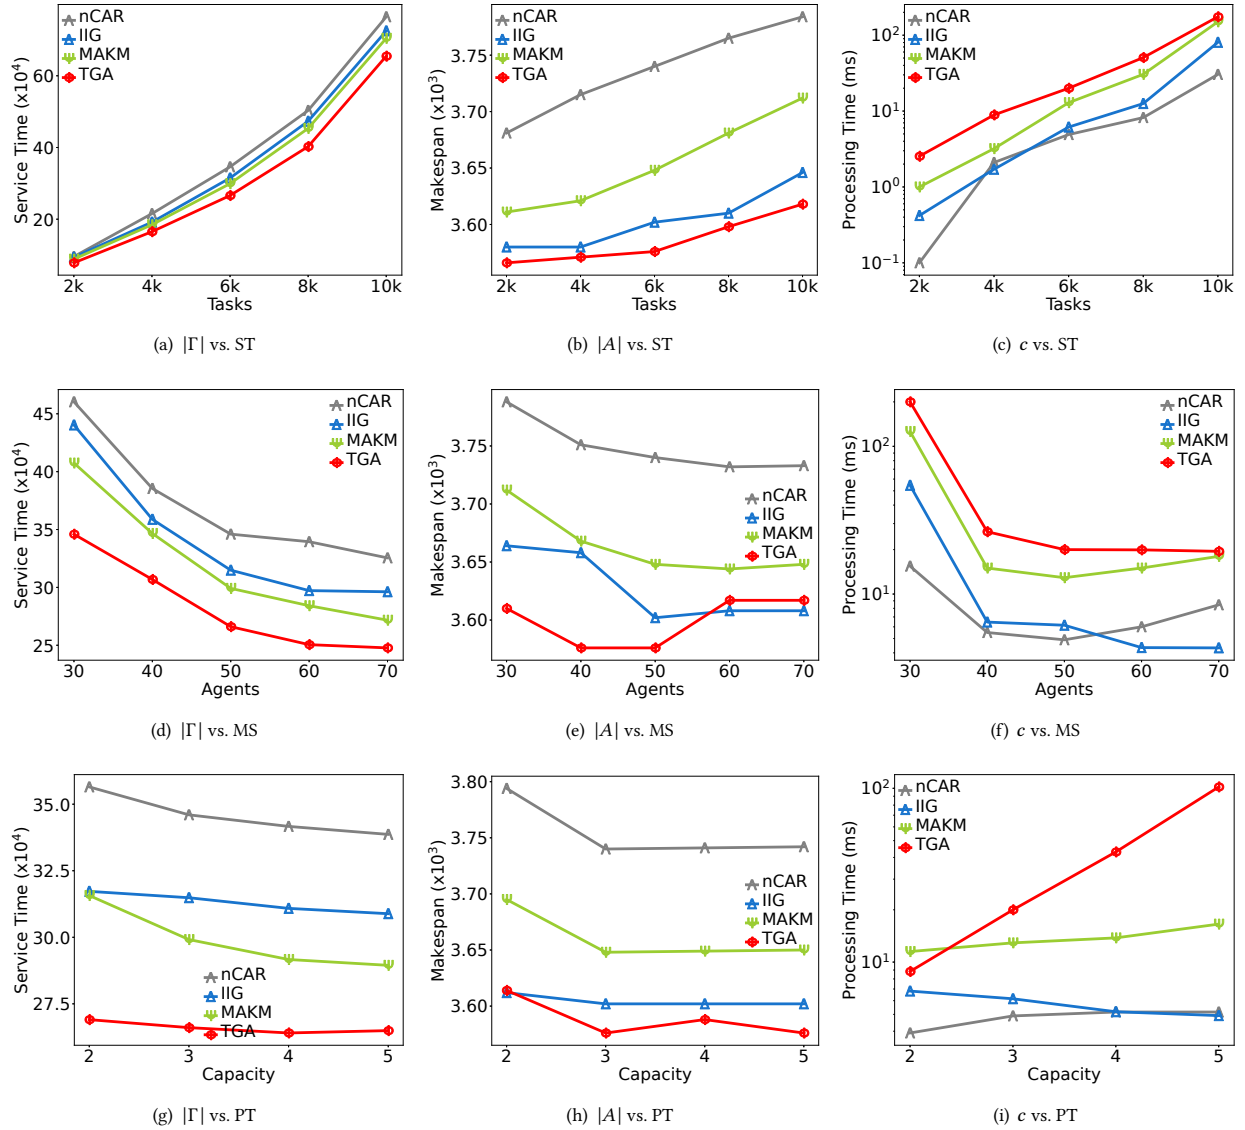 nCAR
IIG
MAKM
TGA
60
40
20
Service Time (x10⁴)
2k 4k 6k 8k 10k
Tasks
(a) |Γ| vs. ST
nCAR
IIG
MAKM
TGA
3.75
3.70
3.65
3.60
Makespan (x10³)
2k 4k 6k 8k 10k
Tasks
(b) |A| vs. ST
nCAR
IIG
MAKM
TGA
10²
10¹
10⁰
10⁻¹
Processing Time (ms)
2k 4k 6k 8k 10k
Tasks
(c) c vs. ST
nCAR
IIG
MAKM
TGA
45
40
35
30
25
Service Time (x10⁴)
30 40 50 60 70
Agents
(d) |Γ| vs. MS
nCAR
IIG
MAKM
TGA
3.75
3.70
3.65
3.60
Makespan (x10³)
30 40 50 60 70
Agents
(e) |A| vs. MS
nCAR
IIG
MAKM
TGA
10²
10¹
Processing Time (ms)
30 40 50 60 70
Agents
(f) c vs. MS
35.0
32.5
30.0
27.5
Service Time (x10⁴)
nCAR
IIG
MAKM
TGA
2 3 4 5
Capacity
(g) |Γ| vs. PT
3.80
3.75
3.70
3.65
3.60
Makespan (x10³)
nCAR
IIG
MAKM
TGA
2 3 4 5
Capacity
(h) |A| vs. PT
nCAR
IIG
MAKM
TGA
10²
10¹
Processing Time (ms)
2 3 4 5
Capacity
(i) c vs. PT